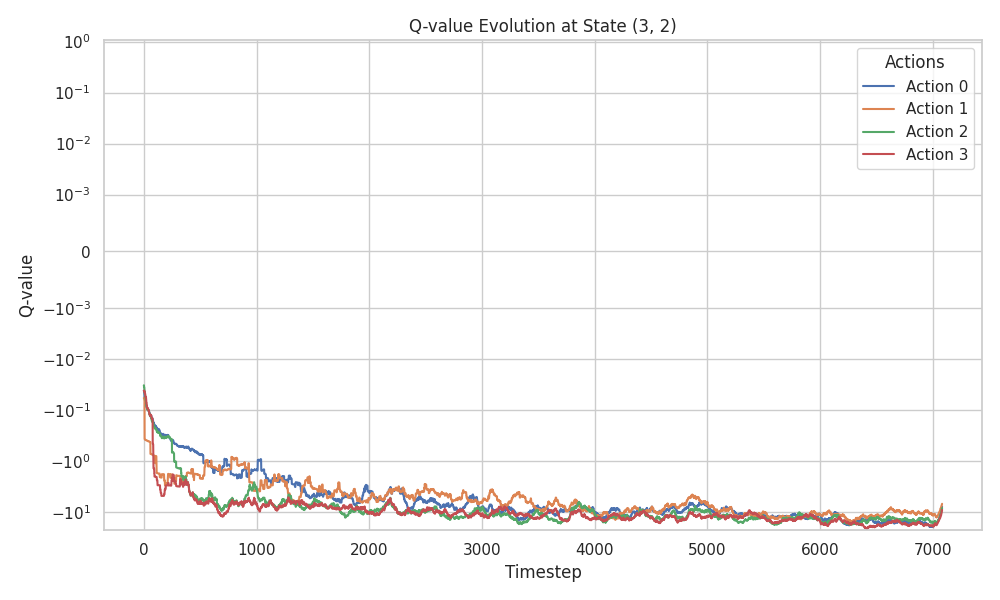 Q-value Evolution at State (3, 2)
10⁰
10⁻¹
10⁻²
10⁻³
0
−10⁻³
−10⁻²
−10⁻¹
−10⁰
−10¹
Q-value
Actions
Action 0
Action 1
Action 2
Action 3
0 1000 2000 3000 4000 5000 6000 7000
Timestep